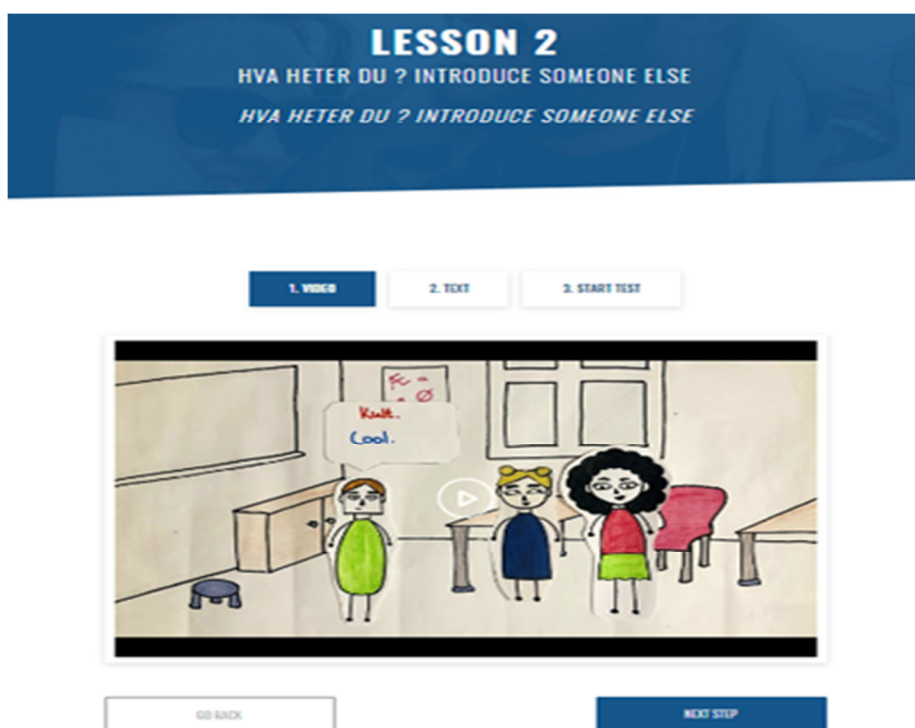 LESSON 2
HVA HETER DU ? INTRODUCE SOMEONE ELSE
HVA HETER DU ? INTRODUCE SOMEONE ELSE
1. VIDEO
2. TEXT
3. START TEST
Kult.
Cool.
GO BACK
NEXT STEP